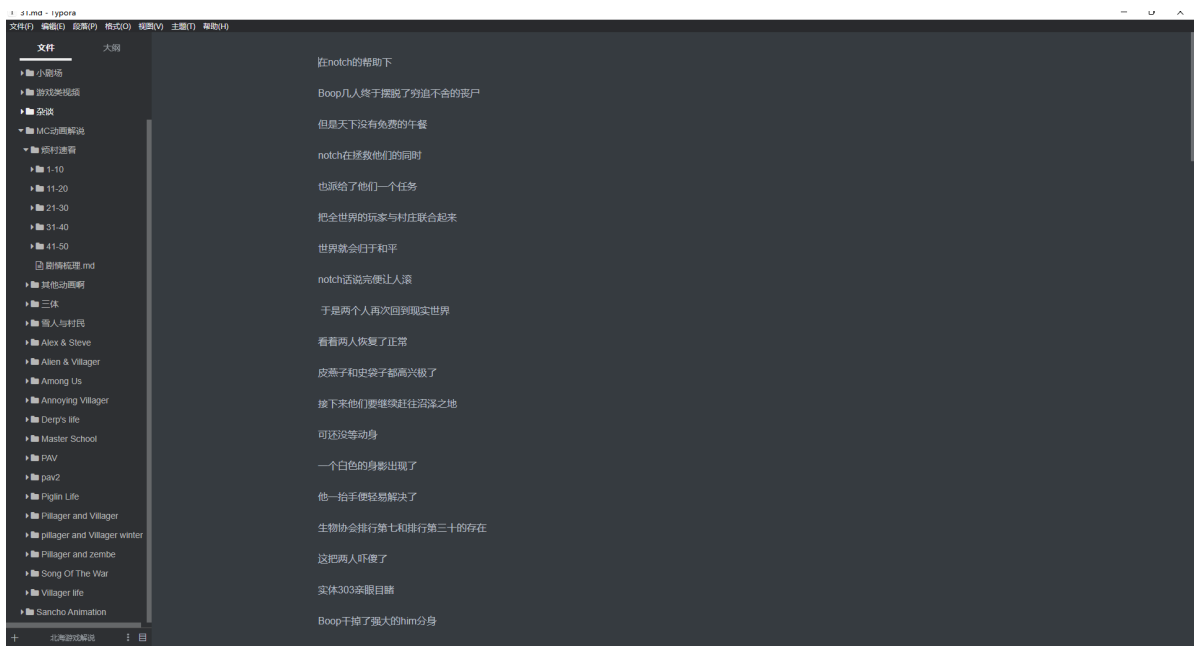 31.md - Typora
文件(F) 编辑(E) 段落(P) 格式(O) 视图(V) 主题(T) 帮助(H)
文件 大纲
小剧场
游戏类视频
杂谈
MC动画解说
烦村速看
1-10
11-20
21-30
31-40
41-50
剧情梳理.md
其他动画啊
三体
雪人与村民
Alex & Steve
Alien & Villager
Among Us
Annoying Villager
Derp's life
Master School
PAV
pav2
Piglin Life
Pillager and Villager
pillager and Villager winter
Pillager and zembe
Song Of The War
Villager life
Sancho Animation
北海游戏解说
在notch的帮助下
Boop几人终于摆脱了穷追不舍的丧尸
但是天下没有免费的午餐
notch在拯救他们的同时
也派给了他们一个任务
把全世界的玩家与村庄联合起来
世界就会归于和平
notch话说完便让人滚
于是两个人再次回到现实世界
看着两人恢复了正常
皮燕子和史袋子都高兴极了
接下来他们要继续赶往沼泽之地
可还没等动身
一个白色的身影出现了
他一抬手便轻易解决了
生物协会排行第七和排行第三十的存在
这把两人吓傻了
实体303亲眼目睹
Boop干掉了强大的him分身